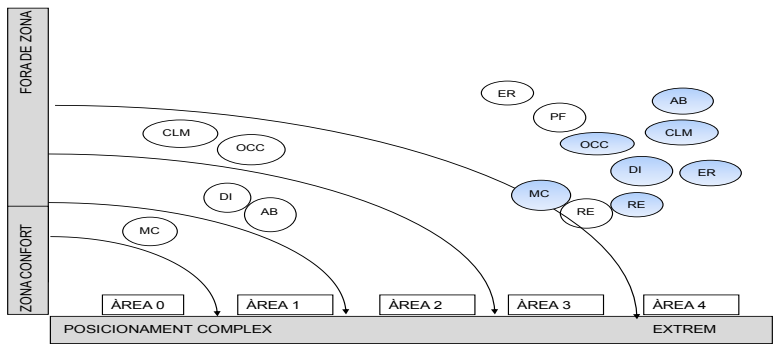 FORA DE ZONA
ER
AB
PF
CLM
CLM
OCC
OCC
DI
ER
DI
MC
AB
RE
RE
MC
ZONA CONFORT
ÀREA 0
ÀREA 1
ÀREA 2
ÀREA 3
ÀREA 4
POSICIONAMENT COMPLEX
EXTREM